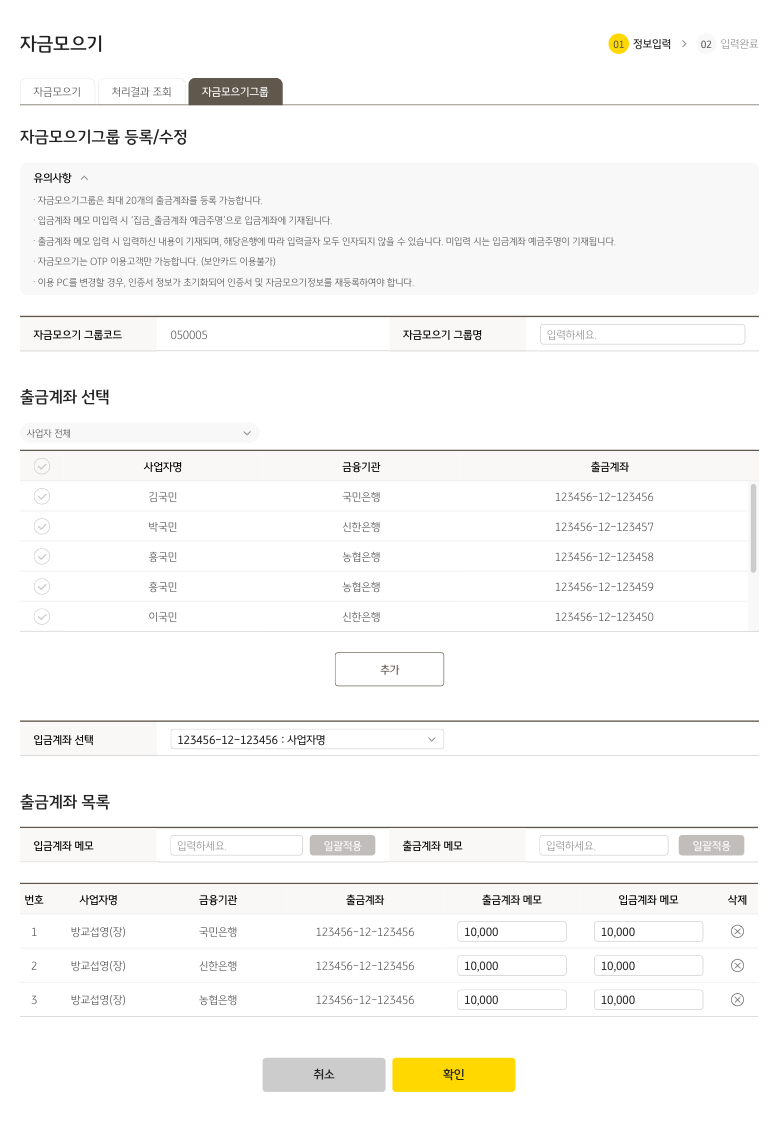 자금모으기
01 정보입력 > 02 입력완료
자금모으기 처리결과 조회 자금모으기그룹
자금모으기그룹 등록/수정
유의사항
· 자금모으기그룹은 최대 20개의 출금계좌를 등록 가능합니다.
· 입금계좌 메모 미입력 시 '집금_출금계좌 예금주명'으로 입금계좌에 기재됩니다.
· 출금계좌 메모 입력 시 입력하신 내용이 기재되며, 해당은행에 따라 입력글자 모두 인자되지 않을 수 있습니다. 미입력 시는 입금계좌 예금주명이 기재됩니다.
· 자금모으기는 OTP 이용고객만 가능합니다. (보안카드 이용불가)
· 이용 PC를 변경할 경우, 인증서 정보가 초기화되어 인증서 및 자금모으기정보를 재등록하여야 합니다.
자금모으기 그룹코드 050005 자금모으기 그룹명 입력하세요.
출금계좌 선택
사업자 전체
사업자명 금융기관 출금계좌
김국민 국민은행 123456-12-123456
박국민 신한은행 123456-12-123457
홍국민 농협은행 123456-12-123458
홍국민 농협은행 123456-12-123459
이국민 신한은행 123456-12-123450
추가
입금계좌 선택 123456-12-123456 : 사업자명
출금계좌 목록
입금계좌 메모 입력하세요. 일괄적용 출금계좌 메모 입력하세요. 일괄적용
번호 사업자명 금융기관 출금계좌 출금계좌 메모 입금계좌 메모 삭제
1 방교섭영(장) 국민은행 123456-12-123456 10,000 10,000
2 방교섭영(장) 신한은행 123456-12-123456 10,000 10,000
3 방교섭영(장) 농협은행 123456-12-123456 10,000 10,000
취소 확인